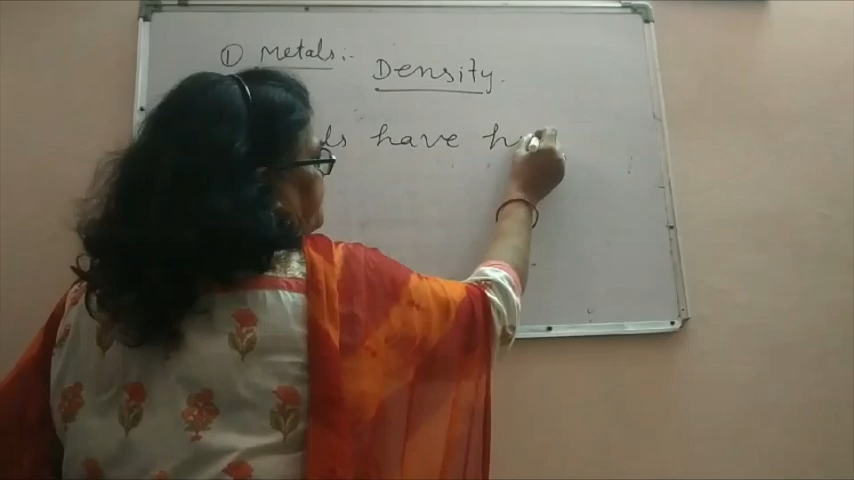 ① Metals:-
Density.
have